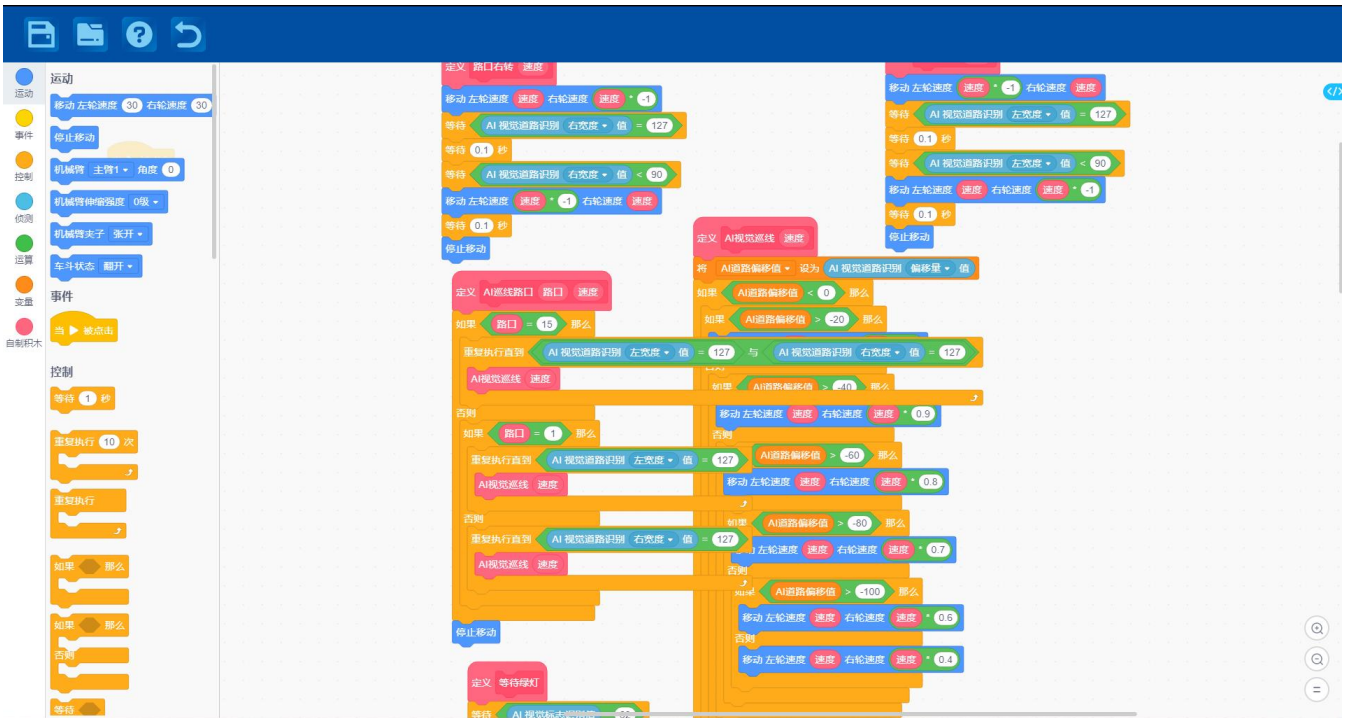 运动
事件
控制
侦测
运算
变量
自制积木
运动
移动 左轮速度 30 右轮速度 30
停止移动
机械臂 主臂1 角度 0
机械臂伸缩强度 0级
机械臂夹子 张开
车斗状态 翻开
事件
当 被点击
控制
等待 1 秒
重复执行 10 次
重复执行
如果 那么
如果 那么
否则
等待
定义 路口右转 速度
移动 左轮速度 速度 右轮速度 速度 * -1
等待 AI 视觉道路识别 右宽度 值 = 127
等待 0.1 秒
等待 AI 视觉道路识别 右宽度 值 < 90
移动 左轮速度 速度 * -1 右轮速度 速度
等待 0.1 秒
停止移动
定义 AI巡线路口 路口 速度
如果 路口 = 15 那么
重复执行直到 AI 视觉道路识别 左宽度 值 = 127 与 AI 视觉道路识别 右宽度 值 = 127
AI视觉巡线 速度
否则
如果 路口 = 1 那么
重复执行直到 AI 视觉道路识别 左宽度 值 = 127
AI视觉巡线 速度
否则
重复执行直到 AI 视觉道路识别 右宽度 值 = 127
AI视觉巡线 速度
停止移动
定义 等待绿灯
等待 AI 视觉标志
定义 AI视觉巡线 速度
将 AI道路偏移值 设为 AI 视觉道路识别 偏移量 值
如果 AI道路偏移值 < 0 那么
如果 AI道路偏移值 > -20 那么
如果 AI道路偏移值 > -40 那么
移动 左轮速度 速度 右轮速度 速度 * 0.9
否则
AI道路偏移值 > -60 那么
移动 左轮速度 速度 右轮速度 速度 * 0.8
如果 AI道路偏移值 > -80 那么
左轮速度 速度 右轮速度 速度 * 0.7
否则
如果 AI道路偏移值 > -100 那么
移动 左轮速度 速度 右轮速度 速度 * 0.6
否则
移动 左轮速度 速度 右轮速度 速度 * 0.4
移动 左轮速度 速度 * -1 右轮速度 速度
等待 AI 视觉道路识别 左宽度 值 = 127
等待 0.1 秒
等待 AI 视觉道路识别 左宽度 值 < 90
移动 左轮速度 速度 右轮速度 速度 * -1
等待 0.1 秒
停止移动